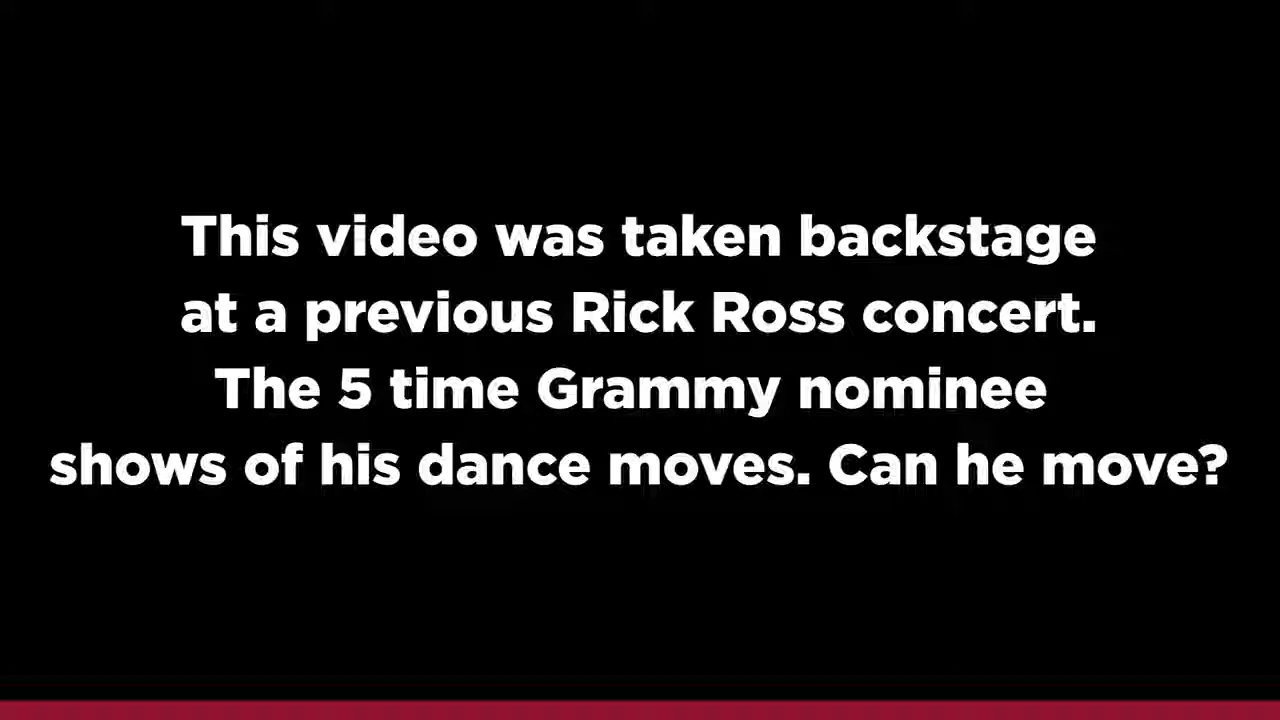 This video was taken backstage
at a previous Rick Ross concert.
The 5 time Grammy nominee
shows of his dance moves. Can he move?